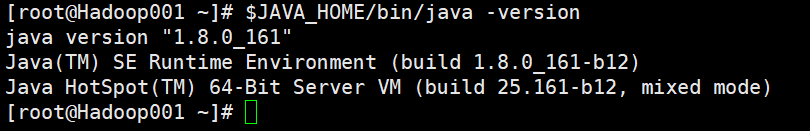 [root@Hadoop001 ~]# $JAVA_HOME/bin/java -version
java version "1.8.0_161"
Java(TM) SE Runtime Environment (build 1.8.0_161-b12)
Java HotSpot(TM) 64-Bit Server VM (build 25.161-b12, mixed mode)
[root@Hadoop001 ~]#